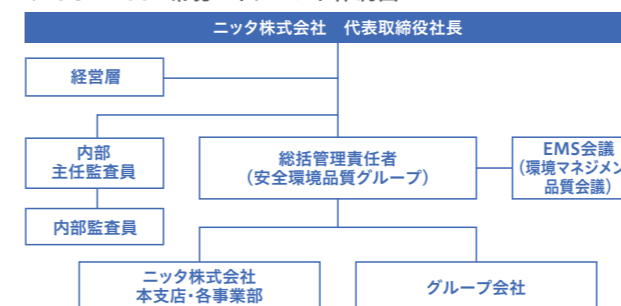 ニッタ株式会社　代表取締役社長
経営層
内部
主任監査員
総括管理責任者
（安全環境品質グループ）
EMS会議
（環境マネジメン
品質会議）
内部監査員
ニッタ株式会社
本支店・各事業部
グループ会社